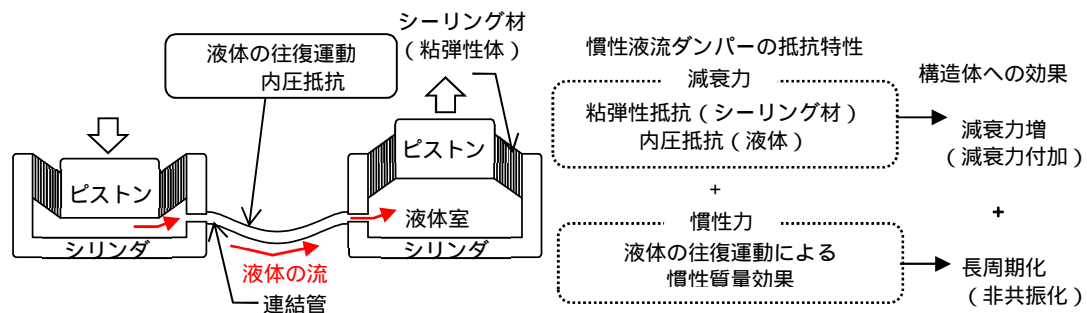 液体の往復運動
内圧抵抗
シーリング材
（粘弾性体）
ピストン
ピストン
液体室
シリンダ
シリンダ
液体の流
連結管
慣性液流ダンパーの抵抗特性
減衰力
粘弾性抵抗（シーリング材）
内圧抵抗（液体）
+
慣性力
液体の往復運動による
慣性質量効果
構造体への効果
減衰力増
（減衰力付加）
+
長周期化
（非共振化）